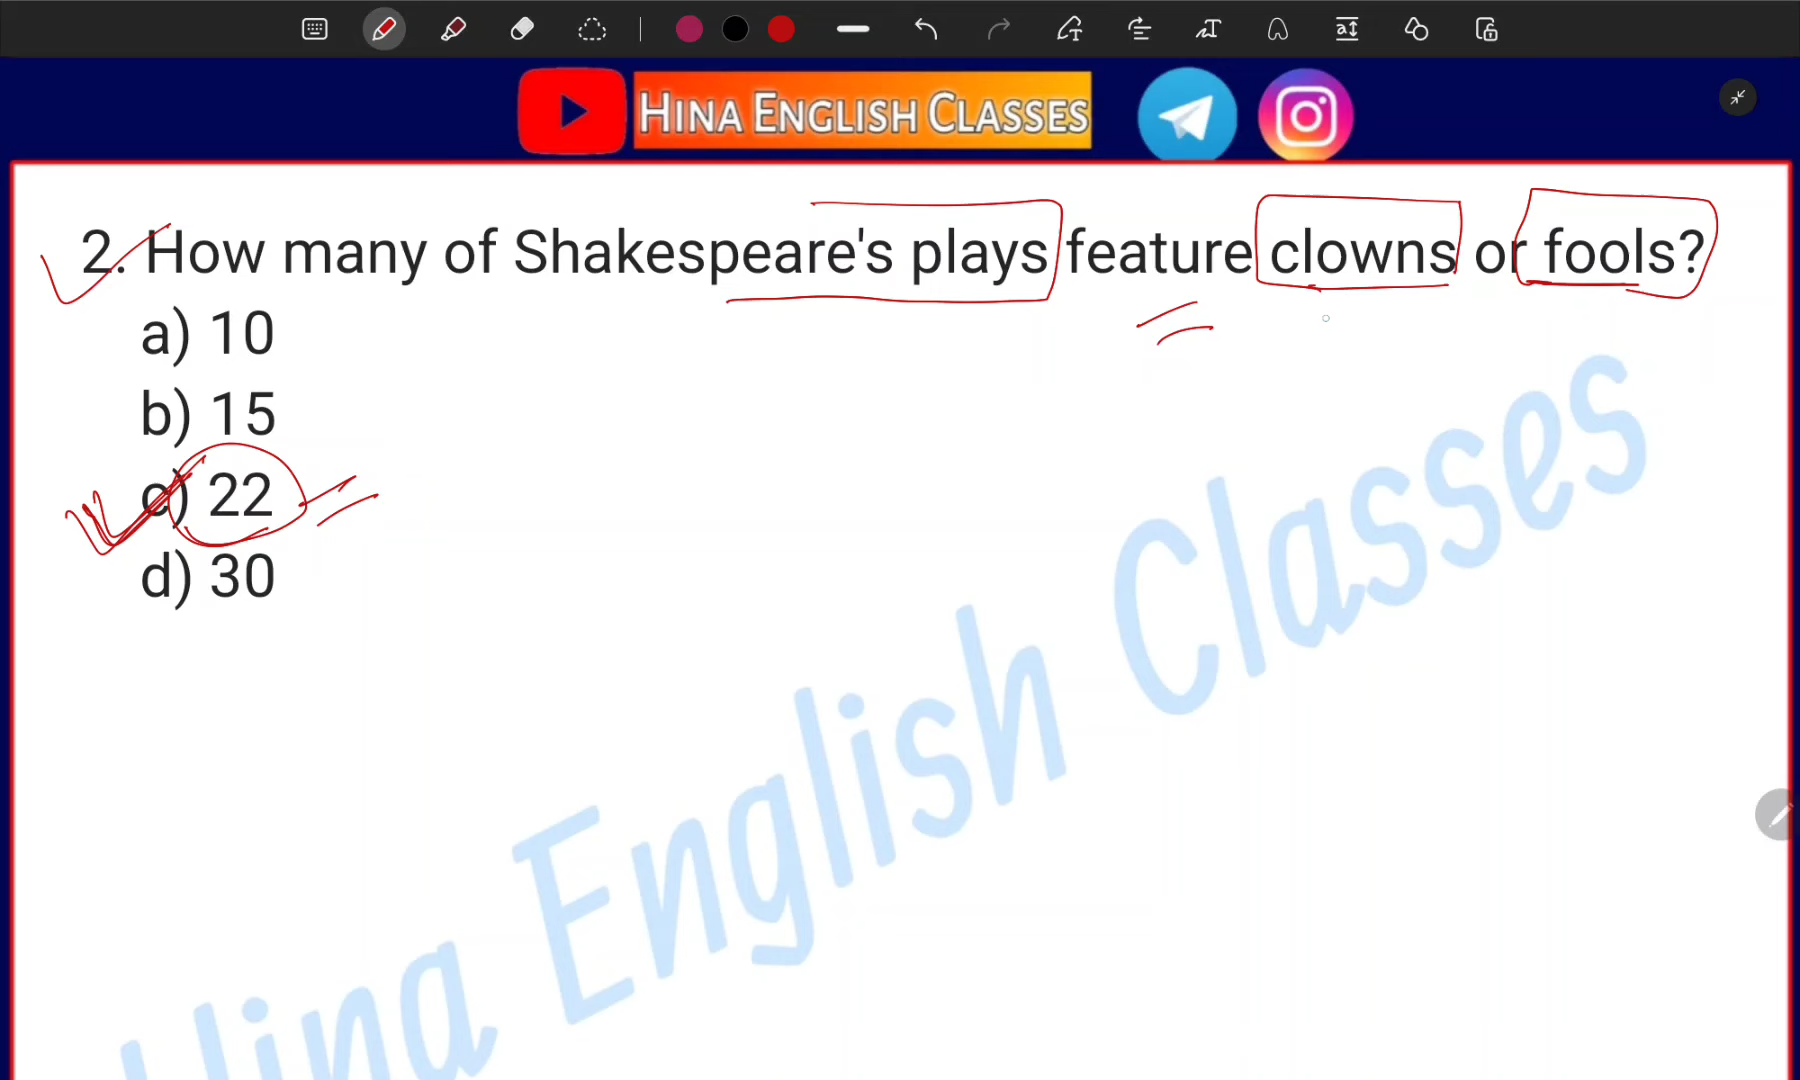 HINA ENGLISH CLASSES
2. How many of Shakespeare's plays feature clowns or fools?
a) 10
b) 15
c) 22
d) 30
Hina English Classes